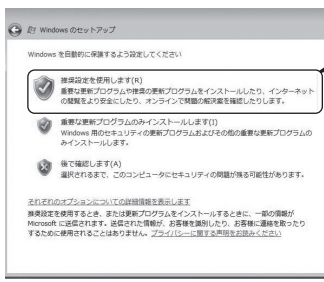 Windows のセットアップ
Windows を自動的に保護するよう設定してください
推奨設定を使用します(R)
重要な更新プログラムや推奨の更新プログラムをインストールしたり、インターネット
の閲覧をより安全にしたり、オンラインで問題の解決策を確認したりします。
重要な更新プログラムのみインストールします(I)
Windows 用のセキュリティの更新プログラムおよびその他の重要な更新プログラムの
みインストールします。
後で確認します(A)
選択されるまで、このコンピュータにセキュリティの問題が残る可能性があります。
それぞれのオプションについての詳細情報を表示します
推奨設定を使用するとき、または更新プログラムをインストールするときに、一部の情報が
Microsoft に送信されます。送信された情報が、お客様を識別したり、お客様に連絡を取ったり
するために使用されることはありません。プライバシーに関する声明をお読みください